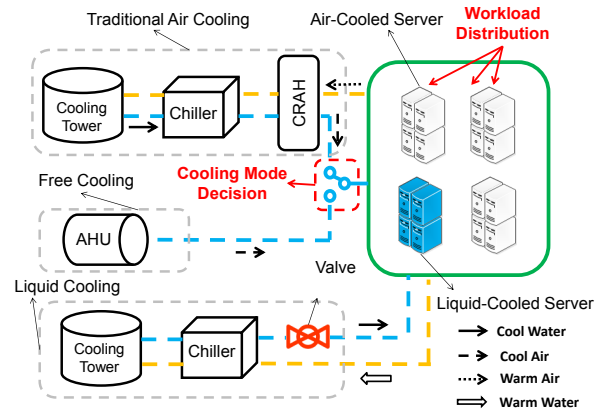 Traditional Air Cooling
Air-Cooled Server
Workload
Distribution
Cooling
Tower
Chiller
CRAH
Cooling Mode
Decision
Free Cooling
AHU
Valve
Liquid Cooling
Liquid-Cooled Server
Cooling
Tower
Chiller
Cool Water
Cool Air
Warm Air
Warm Water